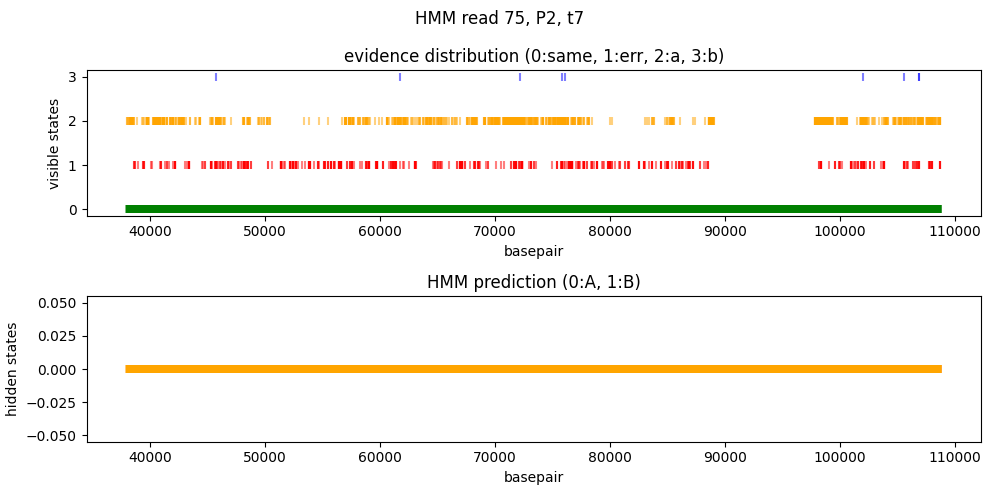 HMM read 75, P2, t7
evidence distribution (0:same, 1:err, 2:a, 3:b)
visible states
3
2
1
0
40000 50000 60000 70000 80000 90000 100000 110000
basepair
HMM prediction (0:A, 1:B)
hidden states
0.050
0.025
0.000
−0.025
−0.050
40000 50000 60000 70000 80000 90000 100000 110000
basepair